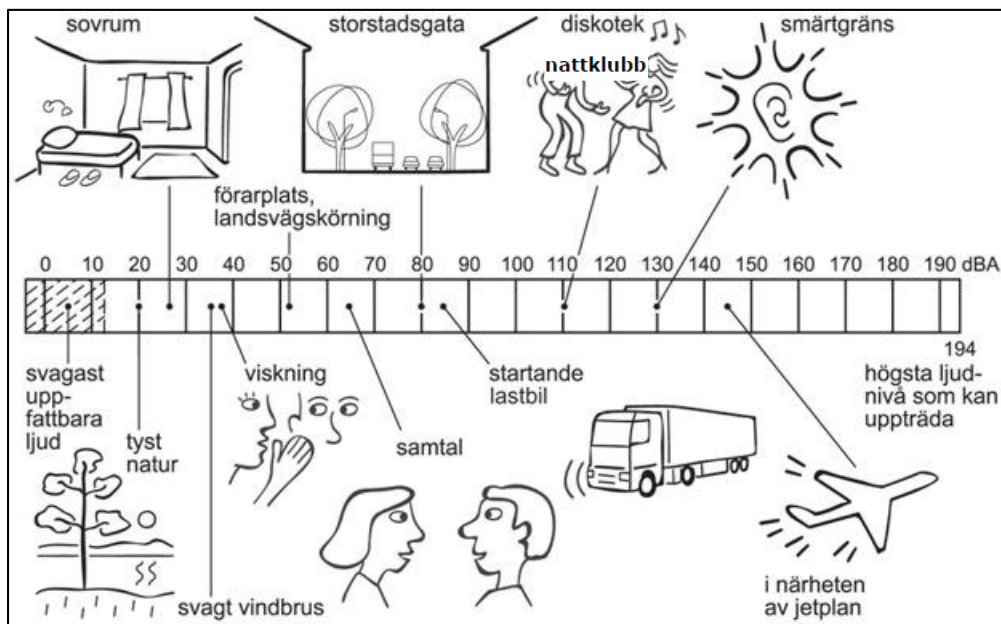 sovrum
storstadsgata
diskotek
smärtgräns
nattklubb
förarplats,
landsvägskörning
0 10 20 30 40 50 60 70 80 90 100 110 120 130 140 150 160 170 180 190 dBA
194
svagast
upp-
fattbara
ljud
tyst
natur
viskning
samtal
startande
lastbil
högsta ljud-
nivå som kan
uppträda
svagt vindbrus
i närheten
av jetplan